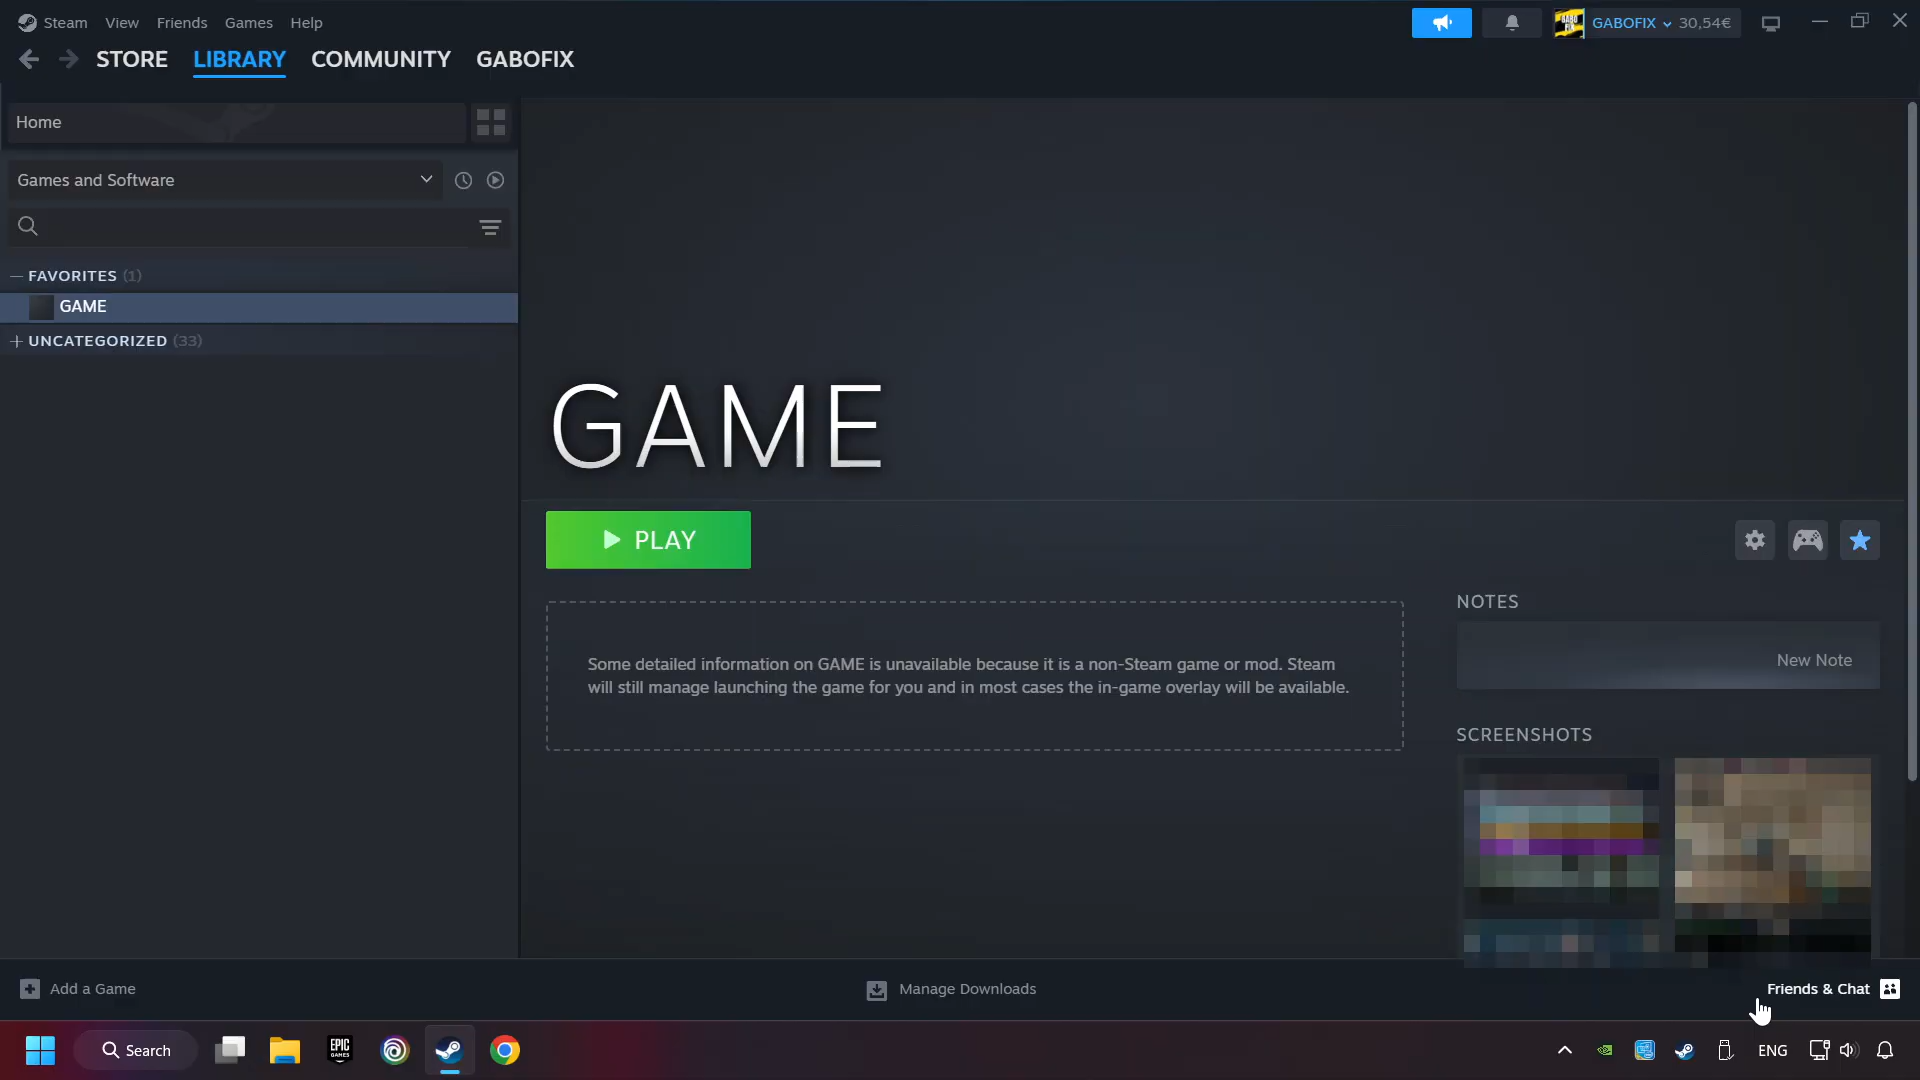 Steam View Friends Games Help
GABOFIX 30,54€
STORE LIBRARY COMMUNITY GABOFIX
Home
Games and Software
FAVORITES (1)
GAME
UNCATEGORIZED (33)
GAME
PLAY
Some detailed information on GAME is unavailable because it is a non-Steam game or mod. Steam
will still manage launching the game for you and in most cases the in-game overlay will be available.
NOTES
New Note
SCREENSHOTS
Add a Game
Manage Downloads
Friends & Chat
Search
EPIC
GAMES
ENG